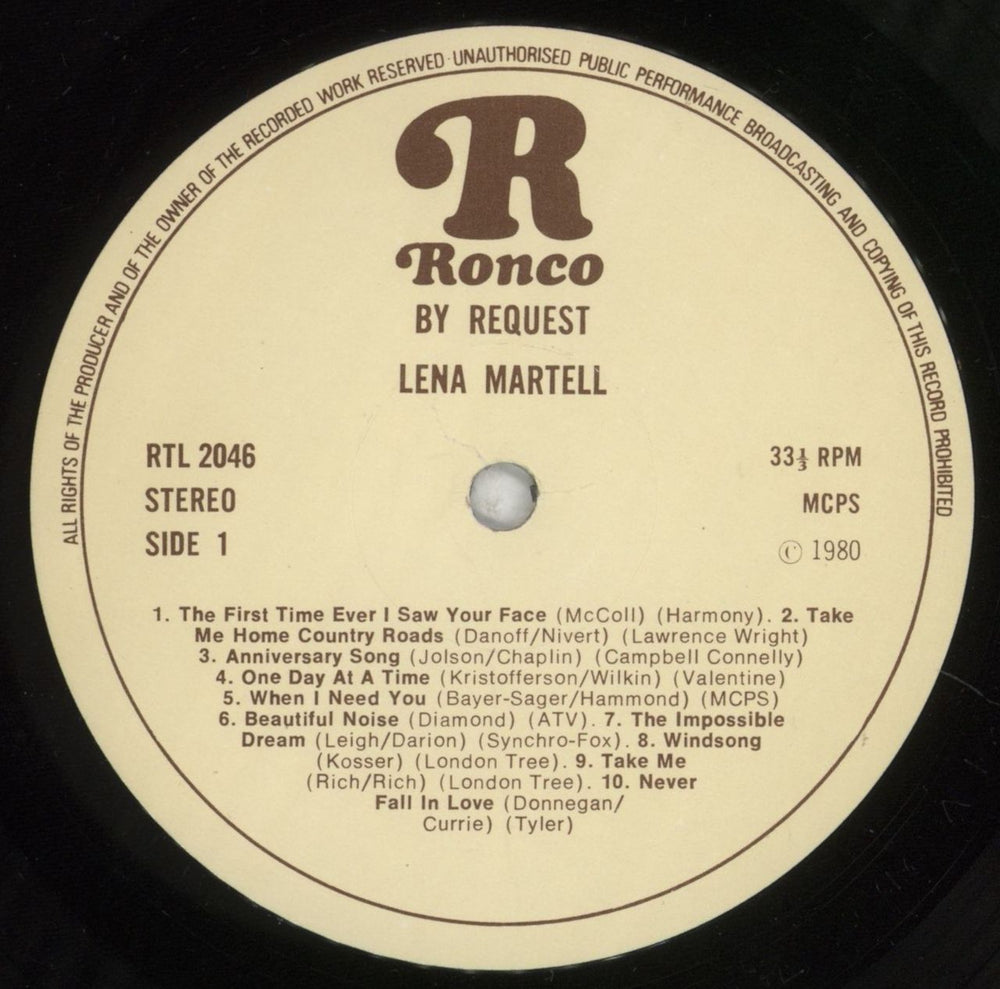 ALL RIGHTS OF THE PRODUCER AND OF THE OWNER OF THE RECORDED WORK RESERVED · UNAUTHORISED PUBLIC PERFORMANCE BROADCASTING AND COPYING OF THIS RECORD PROHIBITED
R
Ronco
BY REQUEST
LENA MARTELL
RTL 2046
STEREO
SIDE 1
33⅓ RPM
MCPS
© 1980
1. The First Time Ever I Saw Your Face (McColl) (Harmony). 2. Take
Me Home Country Roads (Danoff/Nivert) (Lawrence Wright)
3. Anniversary Song (Jolson/Chaplin) (Campbell Connelly)
4. One Day At A Time (Kristofferson/Wilkin) (Valentine)
5. When I Need You (Bayer-Sager/Hammond) (MCPS)
6. Beautiful Noise (Diamond) (ATV). 7. The Impossible
Dream (Leigh/Darion) (Synchro-Fox). 8. Windsong
(Kosser) (London Tree). 9. Take Me
(Rich/Rich) (London Tree). 10. Never
Fall In Love (Donnegan/
Currie) (Tyler)